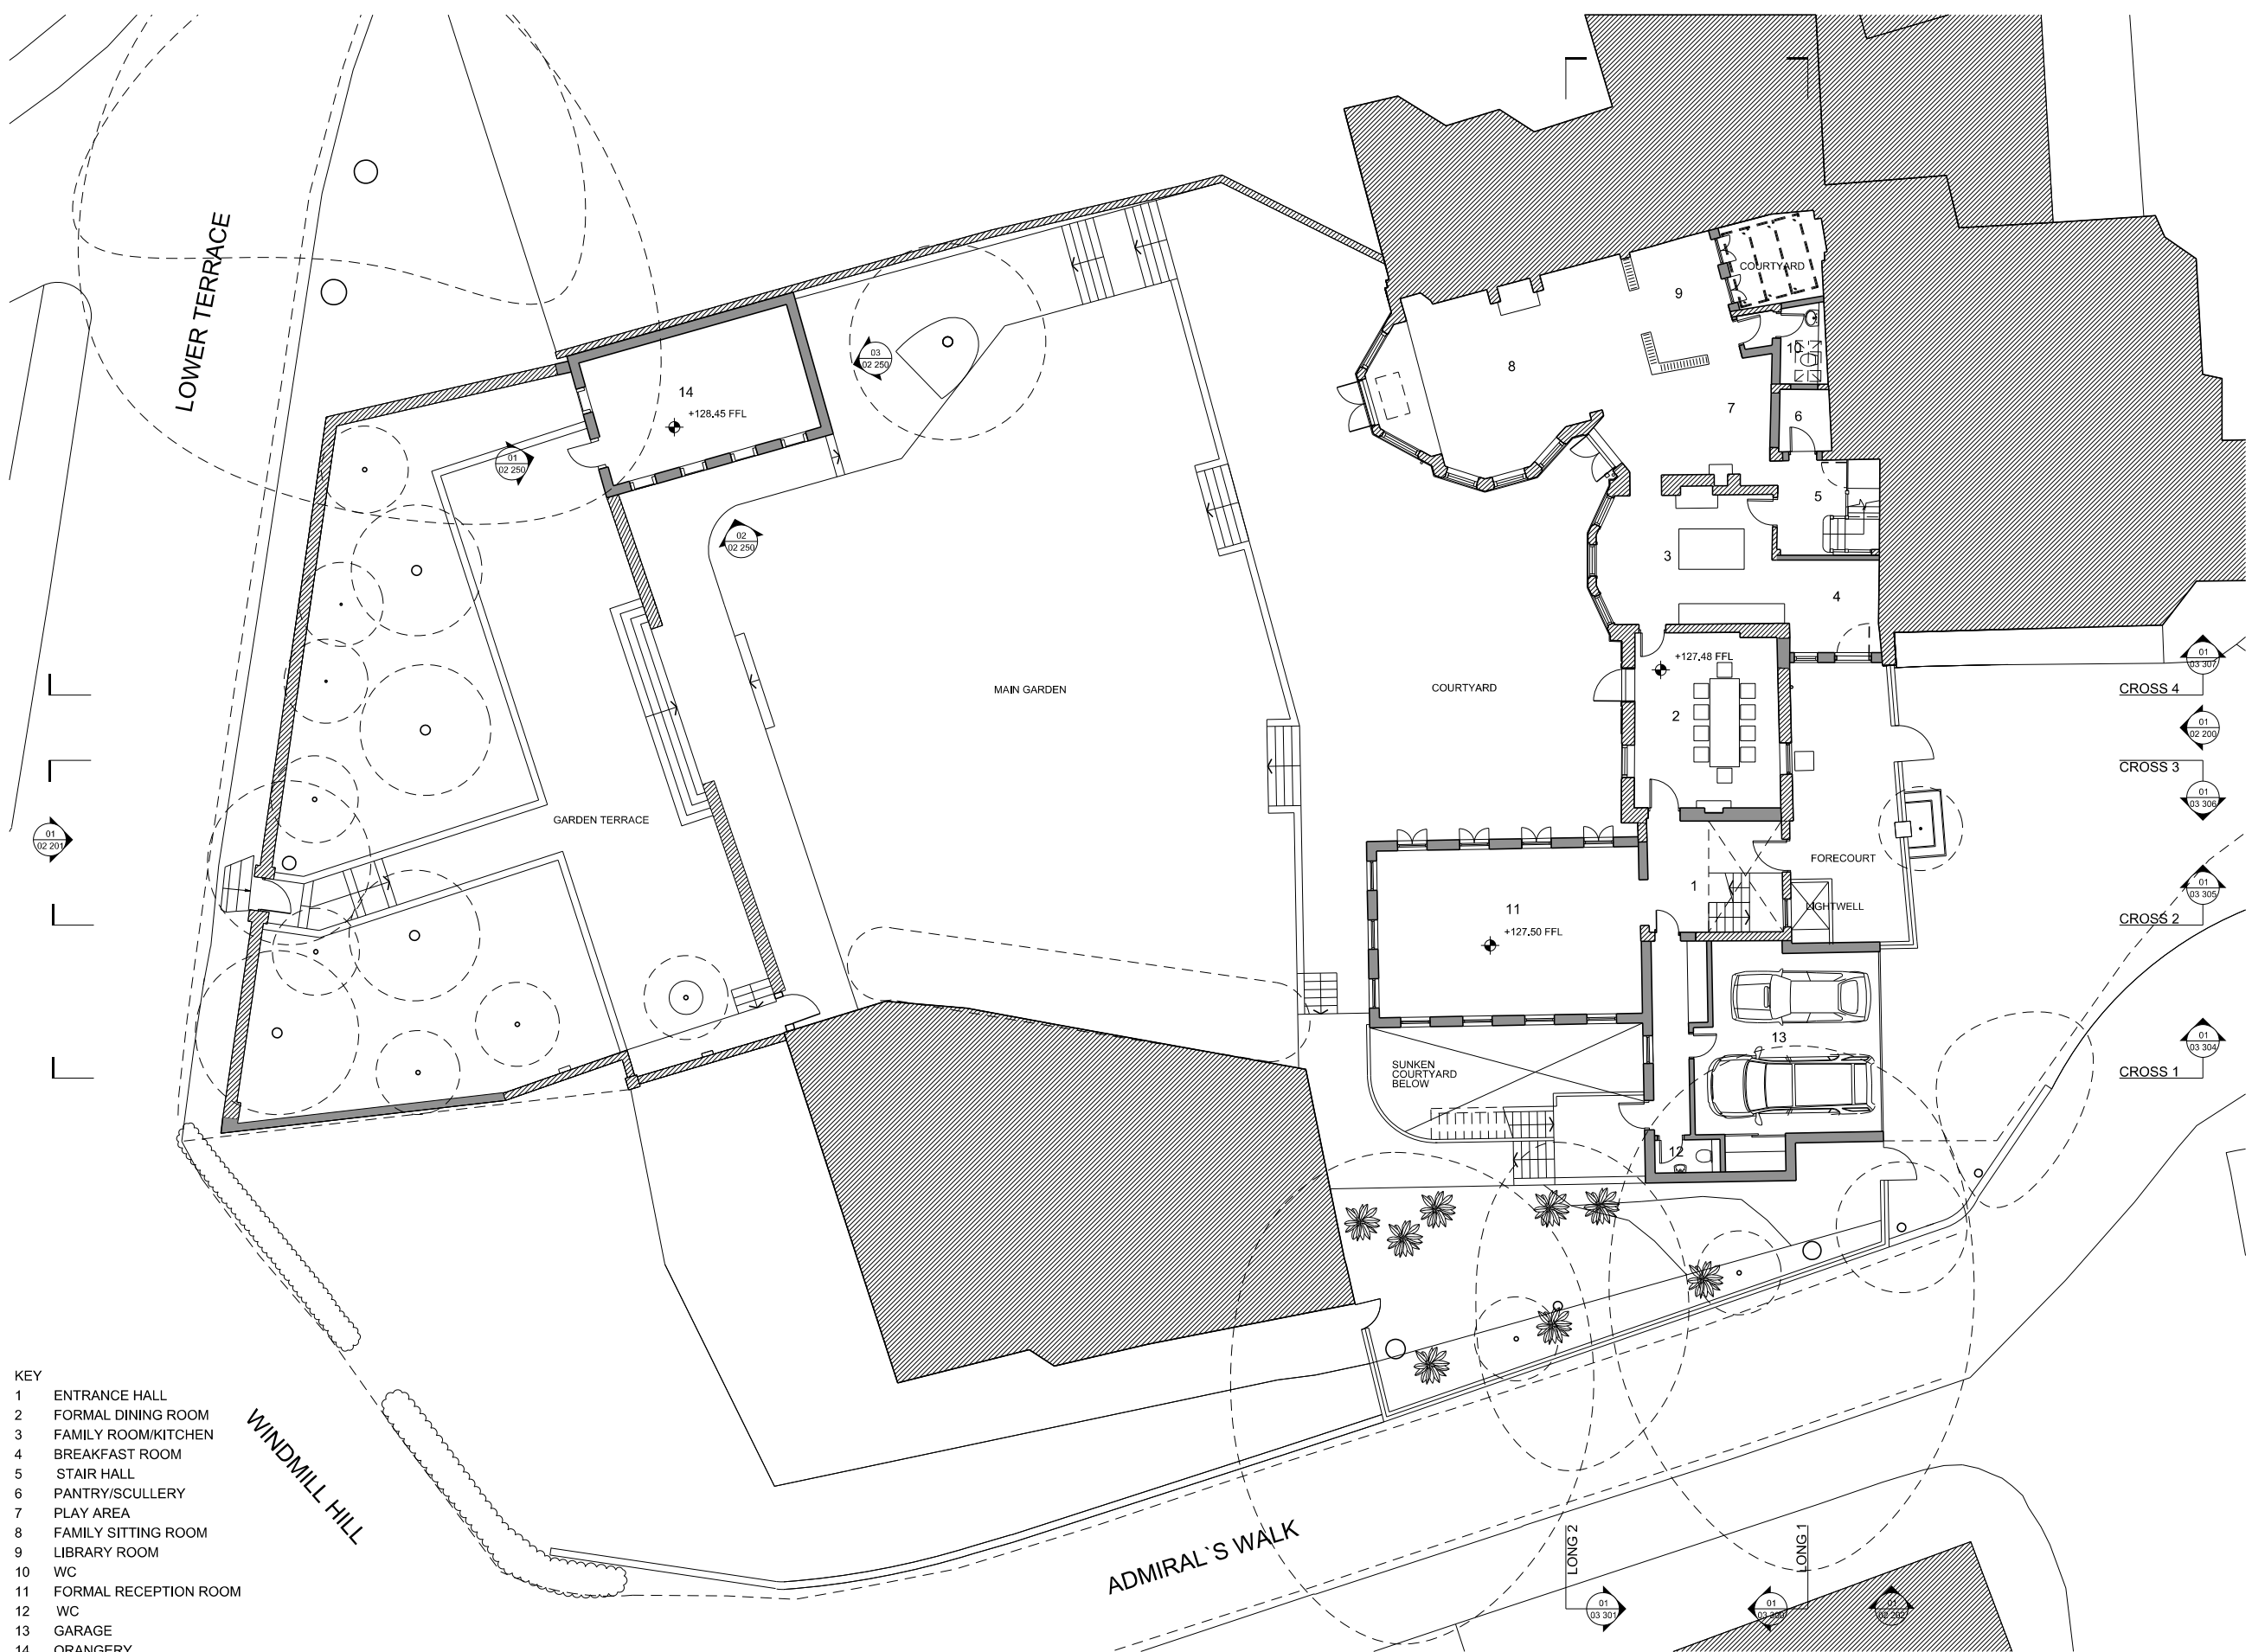 LOWER TERRACE
COURTYARD
9
10
8
7
6
14
+128.45 FFL
03
02 250
01
02 250
02
02 250
5
3
4
+127.48 FFL
2
MAIN GARDEN
COURTYARD
01
03 307
CROSS 4
01
02 200
CROSS 3
01
03 306
GARDEN TERRACE
01
02 201
FORECOURT
1
LIGHTWELL
01
03 305
CROSS 2
11
+127.50 FFL
13
01
03 304
CROSS 1
SUNKEN
COURTYARD
BELOW
12
KEY
1 ENTRANCE HALL
2 FORMAL DINING ROOM
3 FAMILY ROOM/KITCHEN
4 BREAKFAST ROOM
5 STAIR HALL
6 PANTRY/SCULLERY
7 PLAY AREA
8 FAMILY SITTING ROOM
9 LIBRARY ROOM
10 WC
11 FORMAL RECEPTION ROOM
12 WC
13 GARAGE
14 ORANGERY
WINDMILL HILL
ADMIRAL`S WALK
LONG 2
LONG 1
01
03 301
01
03 300
01
02 202